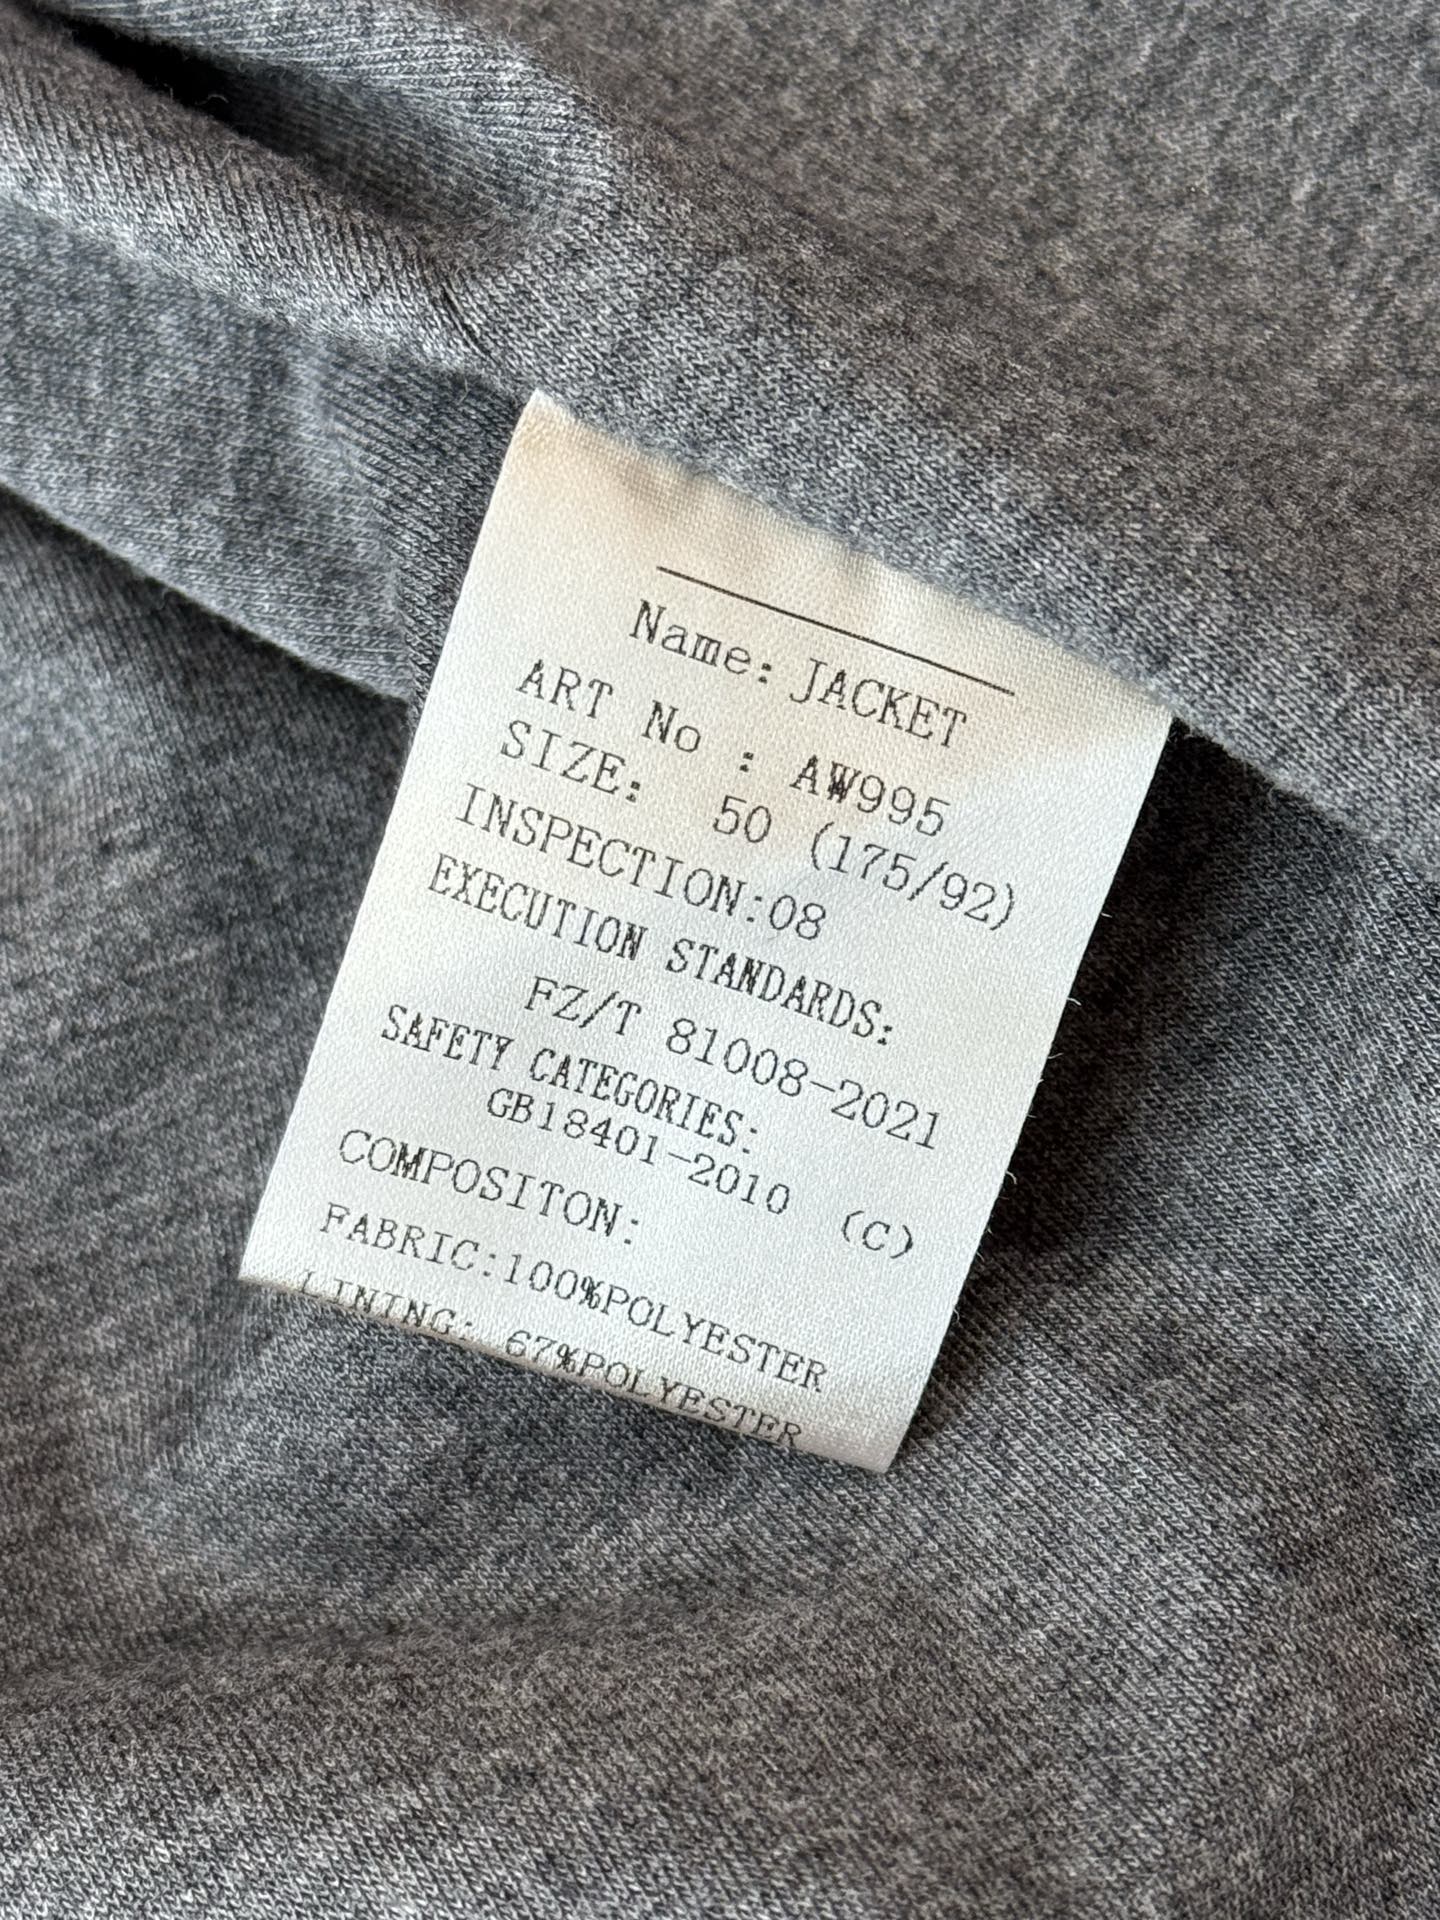 Name: JACKET
ART No : AW995
SIZE: 50 (175/92)
INSPECTION:08
EXECUTION STANDARDS:
FZ/T 81008-2021
SAFETY CATEGORIES:
GB18401-2010 (C)
COMPOSITON:
FABRIC:100%POLYESTER
LINING: 67%POLYESTER